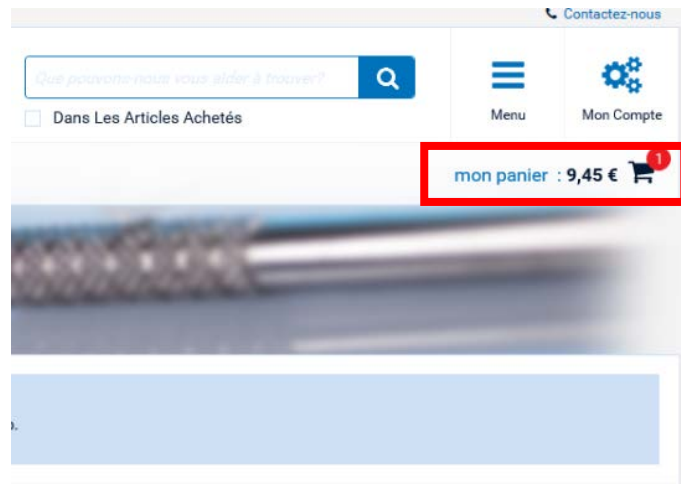 Contactez-nous
Que pouvons-nous vous aider à trouver?
Dans Les Articles Achetés
Menu
Mon Compte
mon panier : 9,45 €
1